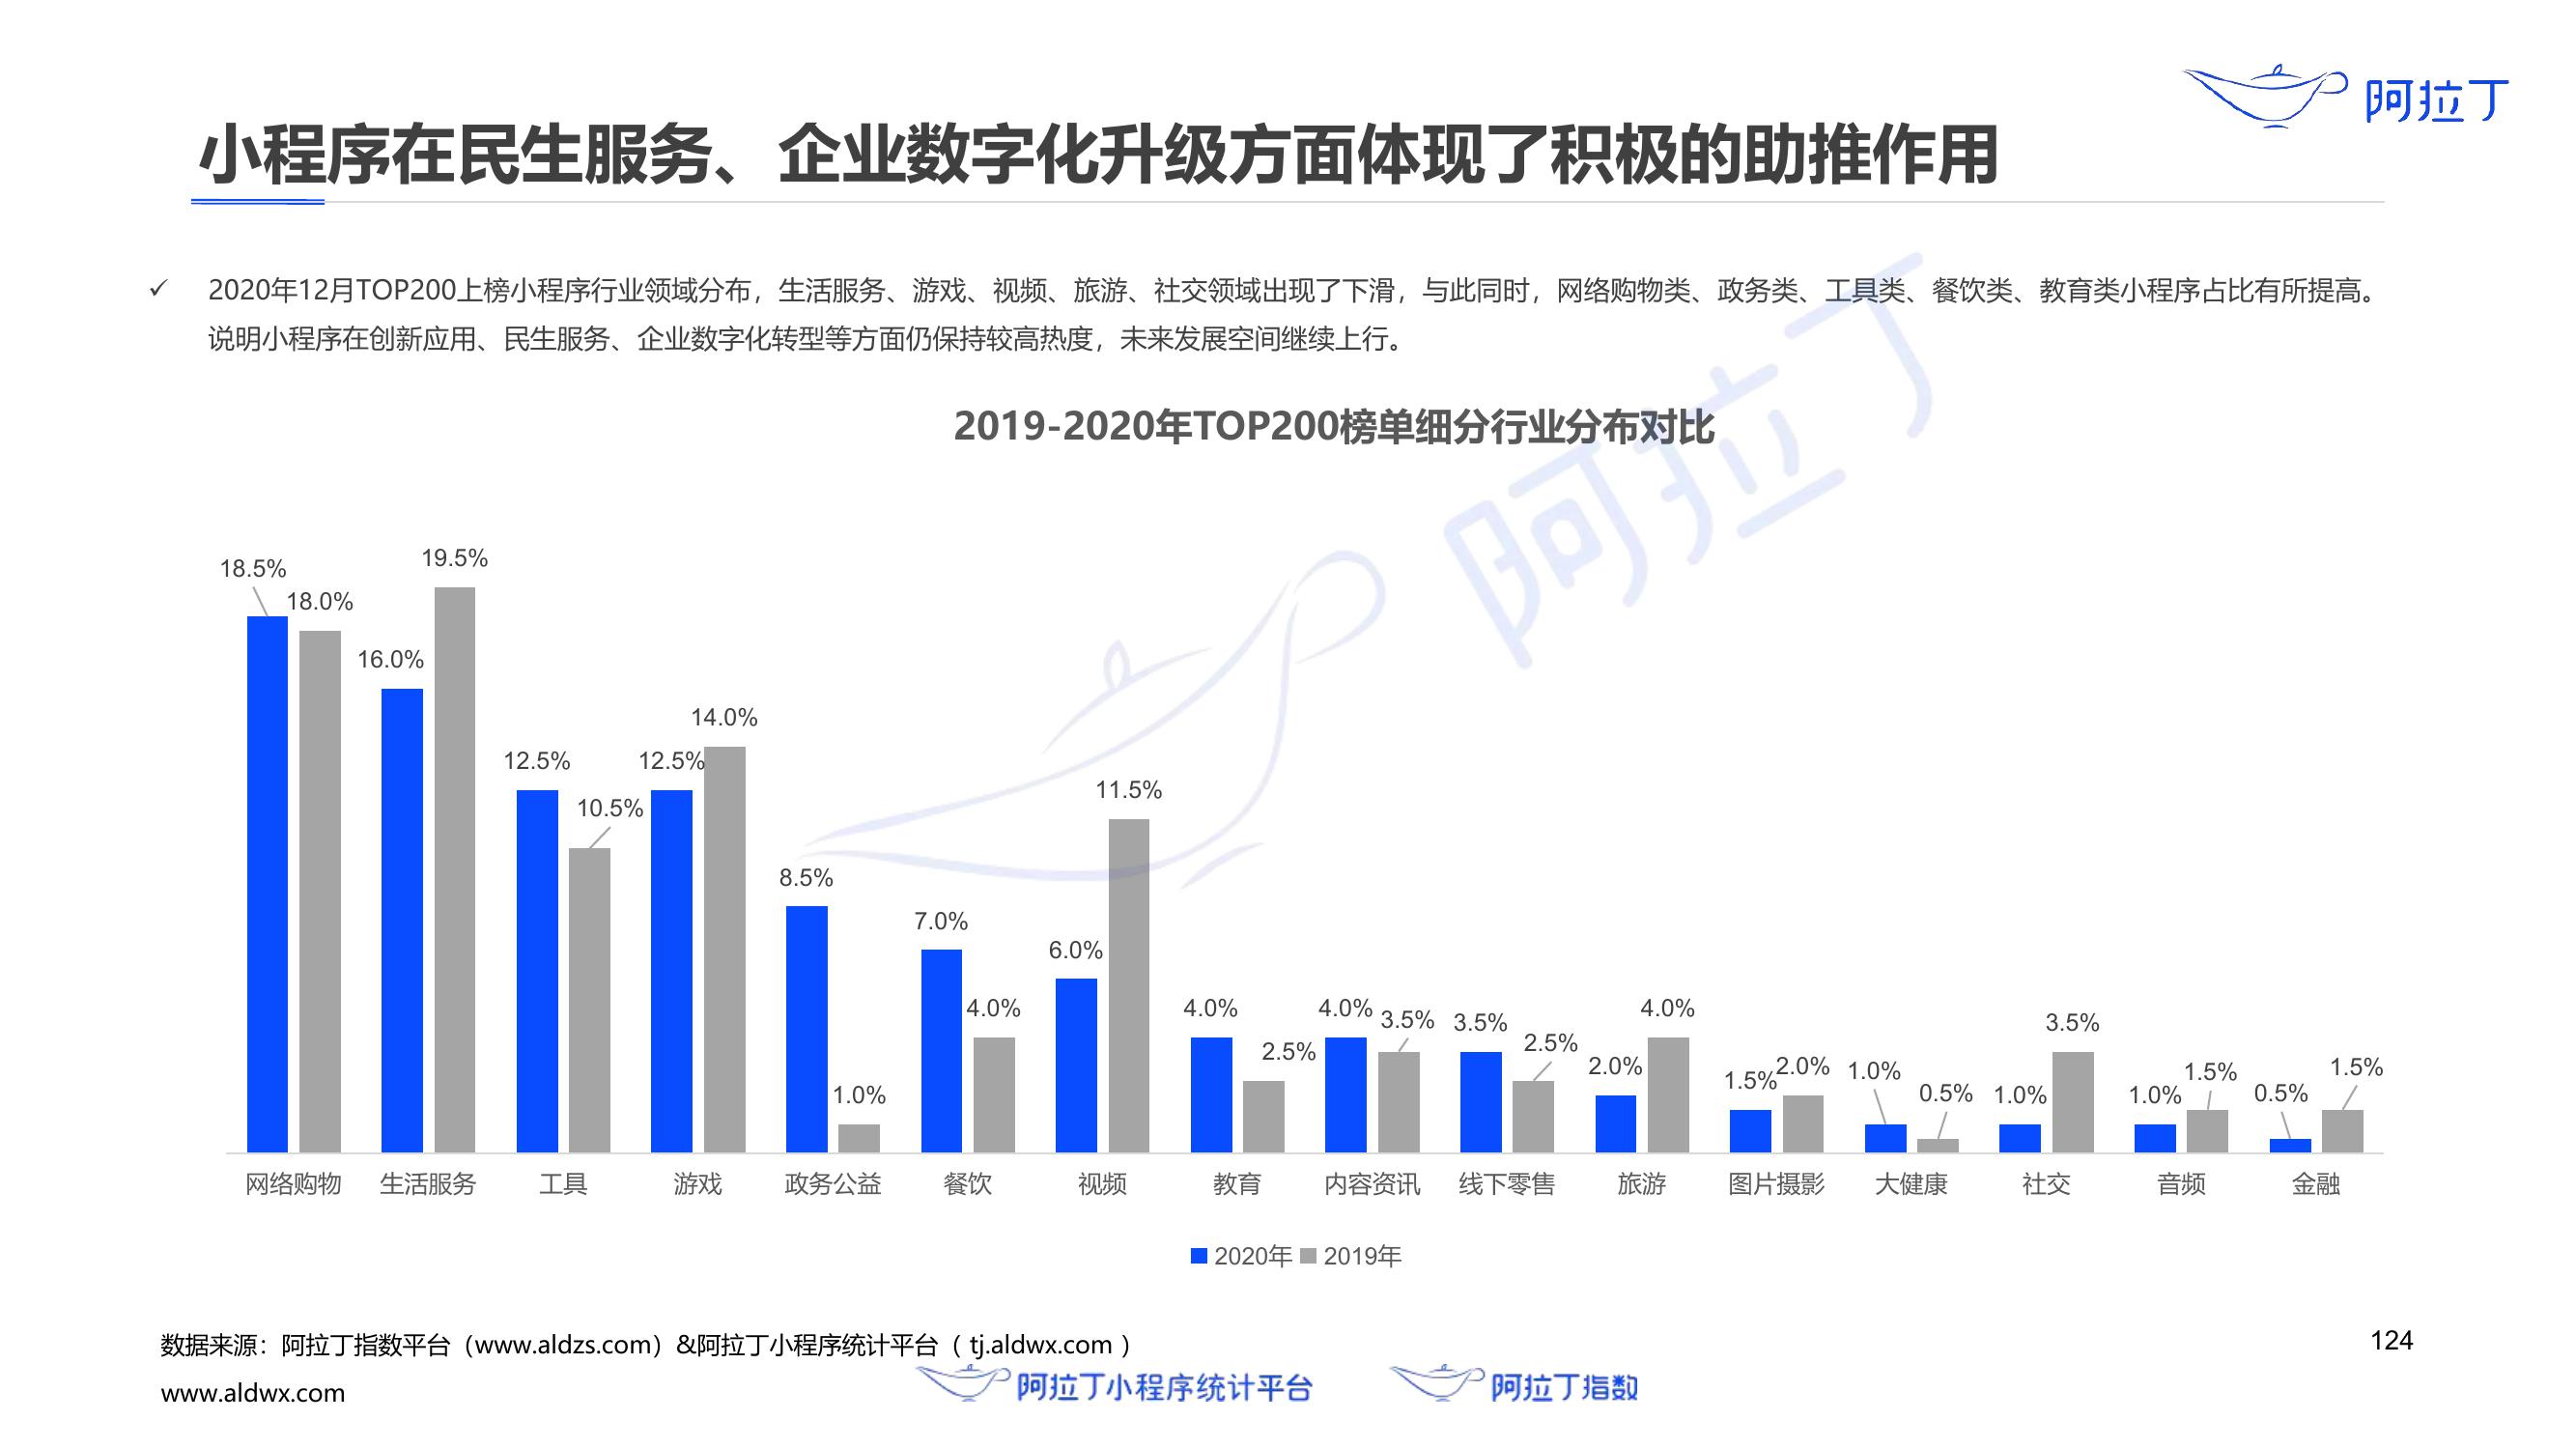 阿拉丁
小程序在民生服务、企业数字化升级方面体现了积极的助推作用
✓ 2020年12月TOP200上榜小程序行业领域分布，生活服务、游戏、视频、旅游、社交领域出现了下滑，与此同时，网络购物类、政务类、工具类、餐饮类、教育类小程序占比有所提高。
说明小程序在创新应用、民生服务、企业数字化转型等方面仍保持较高热度，未来发展空间继续上行。
2019-2020年TOP200榜单细分行业分布对比
阿拉丁
18.5% 18.0% 16.0% 19.5% 12.5% 10.5% 12.5% 14.0% 8.5% 1.0% 7.0% 4.0% 6.0% 11.5% 4.0% 2.5% 4.0% 3.5% 3.5% 2.5% 2.0% 4.0% 1.5% 2.0% 1.0% 0.5% 1.0% 3.5% 1.0% 1.5% 0.5% 1.5%
网络购物 生活服务 工具 游戏 政务公益 餐饮 视频 教育 内容资讯 线下零售 旅游 图片摄影 大健康 社交 音频 金融
2020年 2019年
数据来源：阿拉丁指数平台（www.aldzs.com）&阿拉丁小程序统计平台（ tj.aldwx.com ）
124
www.aldwx.com
阿拉丁小程序统计平台
阿拉丁指数